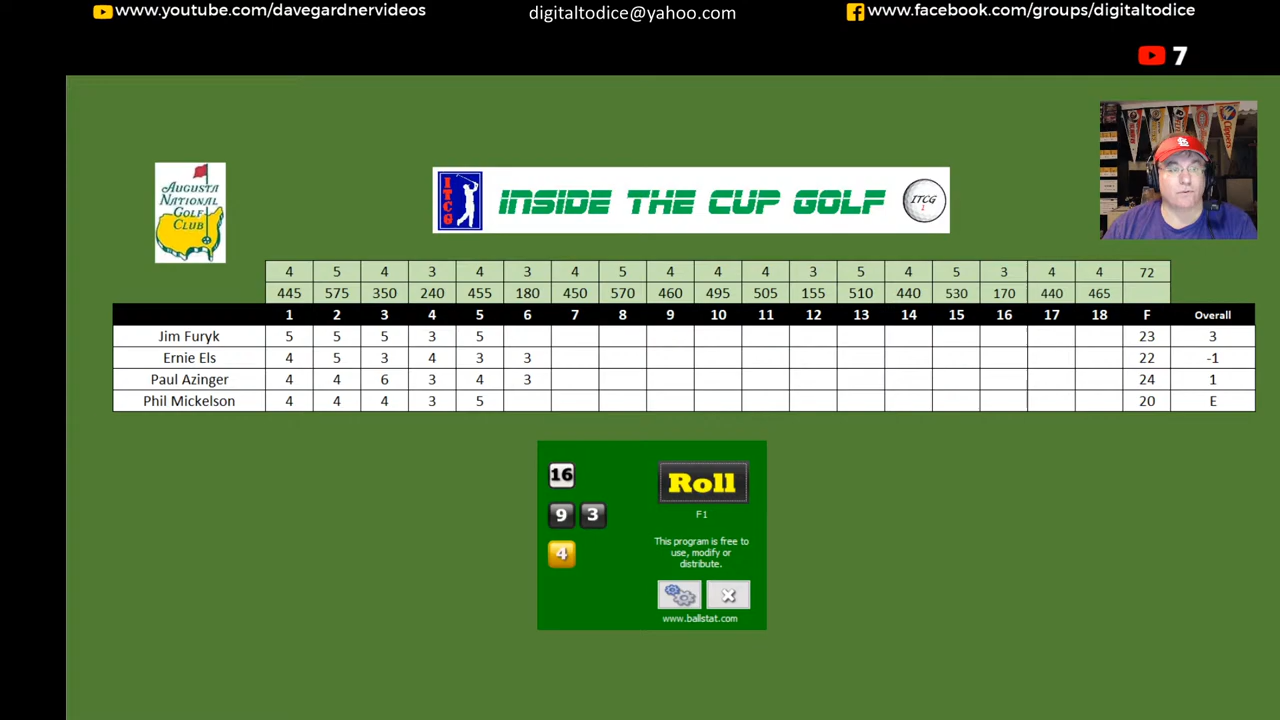 www.youtube.com/davegardnervideos digitaltodice@yahoo.com www.facebook.com/groups/digitaltodice
7
AUGUSTA
NATIONAL
GOLF
CLUB
ITCG
INSIDE THE CUP GOLF
ITCG
1
4 5 4 3 4 3 4 5 4 4 4 3 5 4 5 3 4 4 72
445 575 350 240 455 180 450 570 460 495 505 155 510 440 530 170 440 465
1 2 3 4 5 6 7 8 9 10 11 12 13 14 15 16 17 18 F Overall
Jim Furyk 5 5 5 3 5 23 3
Ernie Els 4 5 3 4 3 3 22 -1
Paul Azinger 4 4 6 3 4 3 24 1
Phil Mickelson 4 4 4 3 5 20 E
16
Roll
9 3
F1
4
This program is free to
use, modify or
distribute.
www.ballstat.com